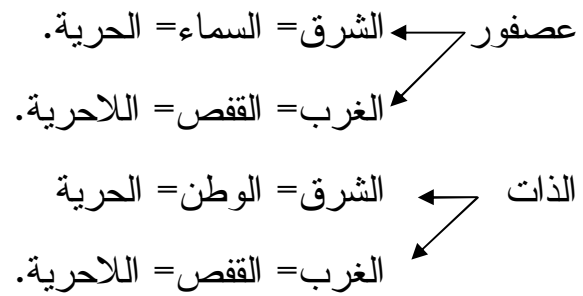 عصفور الشرق= السماء= الحرية.
الغرب= القفص= اللاحرية.
الذات الشرق= الوطن= الحرية
الغرب= القفص= اللاحرية.